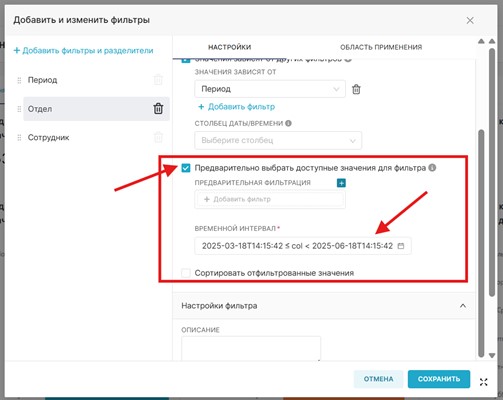 Добавить и изменить фильтры
+ Добавить фильтры и разделители
Период
Отдел
Сотрудник
НАСТРОЙКИ
ОБЛАСТЬ ПРИМЕНЕНИЯ
Значения зависят от других фильтров
ЗНАЧЕНИЯ ЗАВИСЯТ ОТ
Период
+ Добавить фильтр
СТОЛБЕЦ ДАТЫ/ВРЕМЕНИ
Выберите столбец
Предварительно выбрать доступные значения для фильтра
ПРЕДВАРИТЕЛЬНАЯ ФИЛЬТРАЦИЯ
+ Добавить фильтр
ВРЕМЕННОЙ ИНТЕРВАЛ*
2025-03-18T14:15:42 ≤ col < 2025-06-18T14:15:42
Сортировать отфильтрованные значения
Настройки фильтра
ОПИСАНИЕ
ОТМЕНА
СОХРАНИТЬ